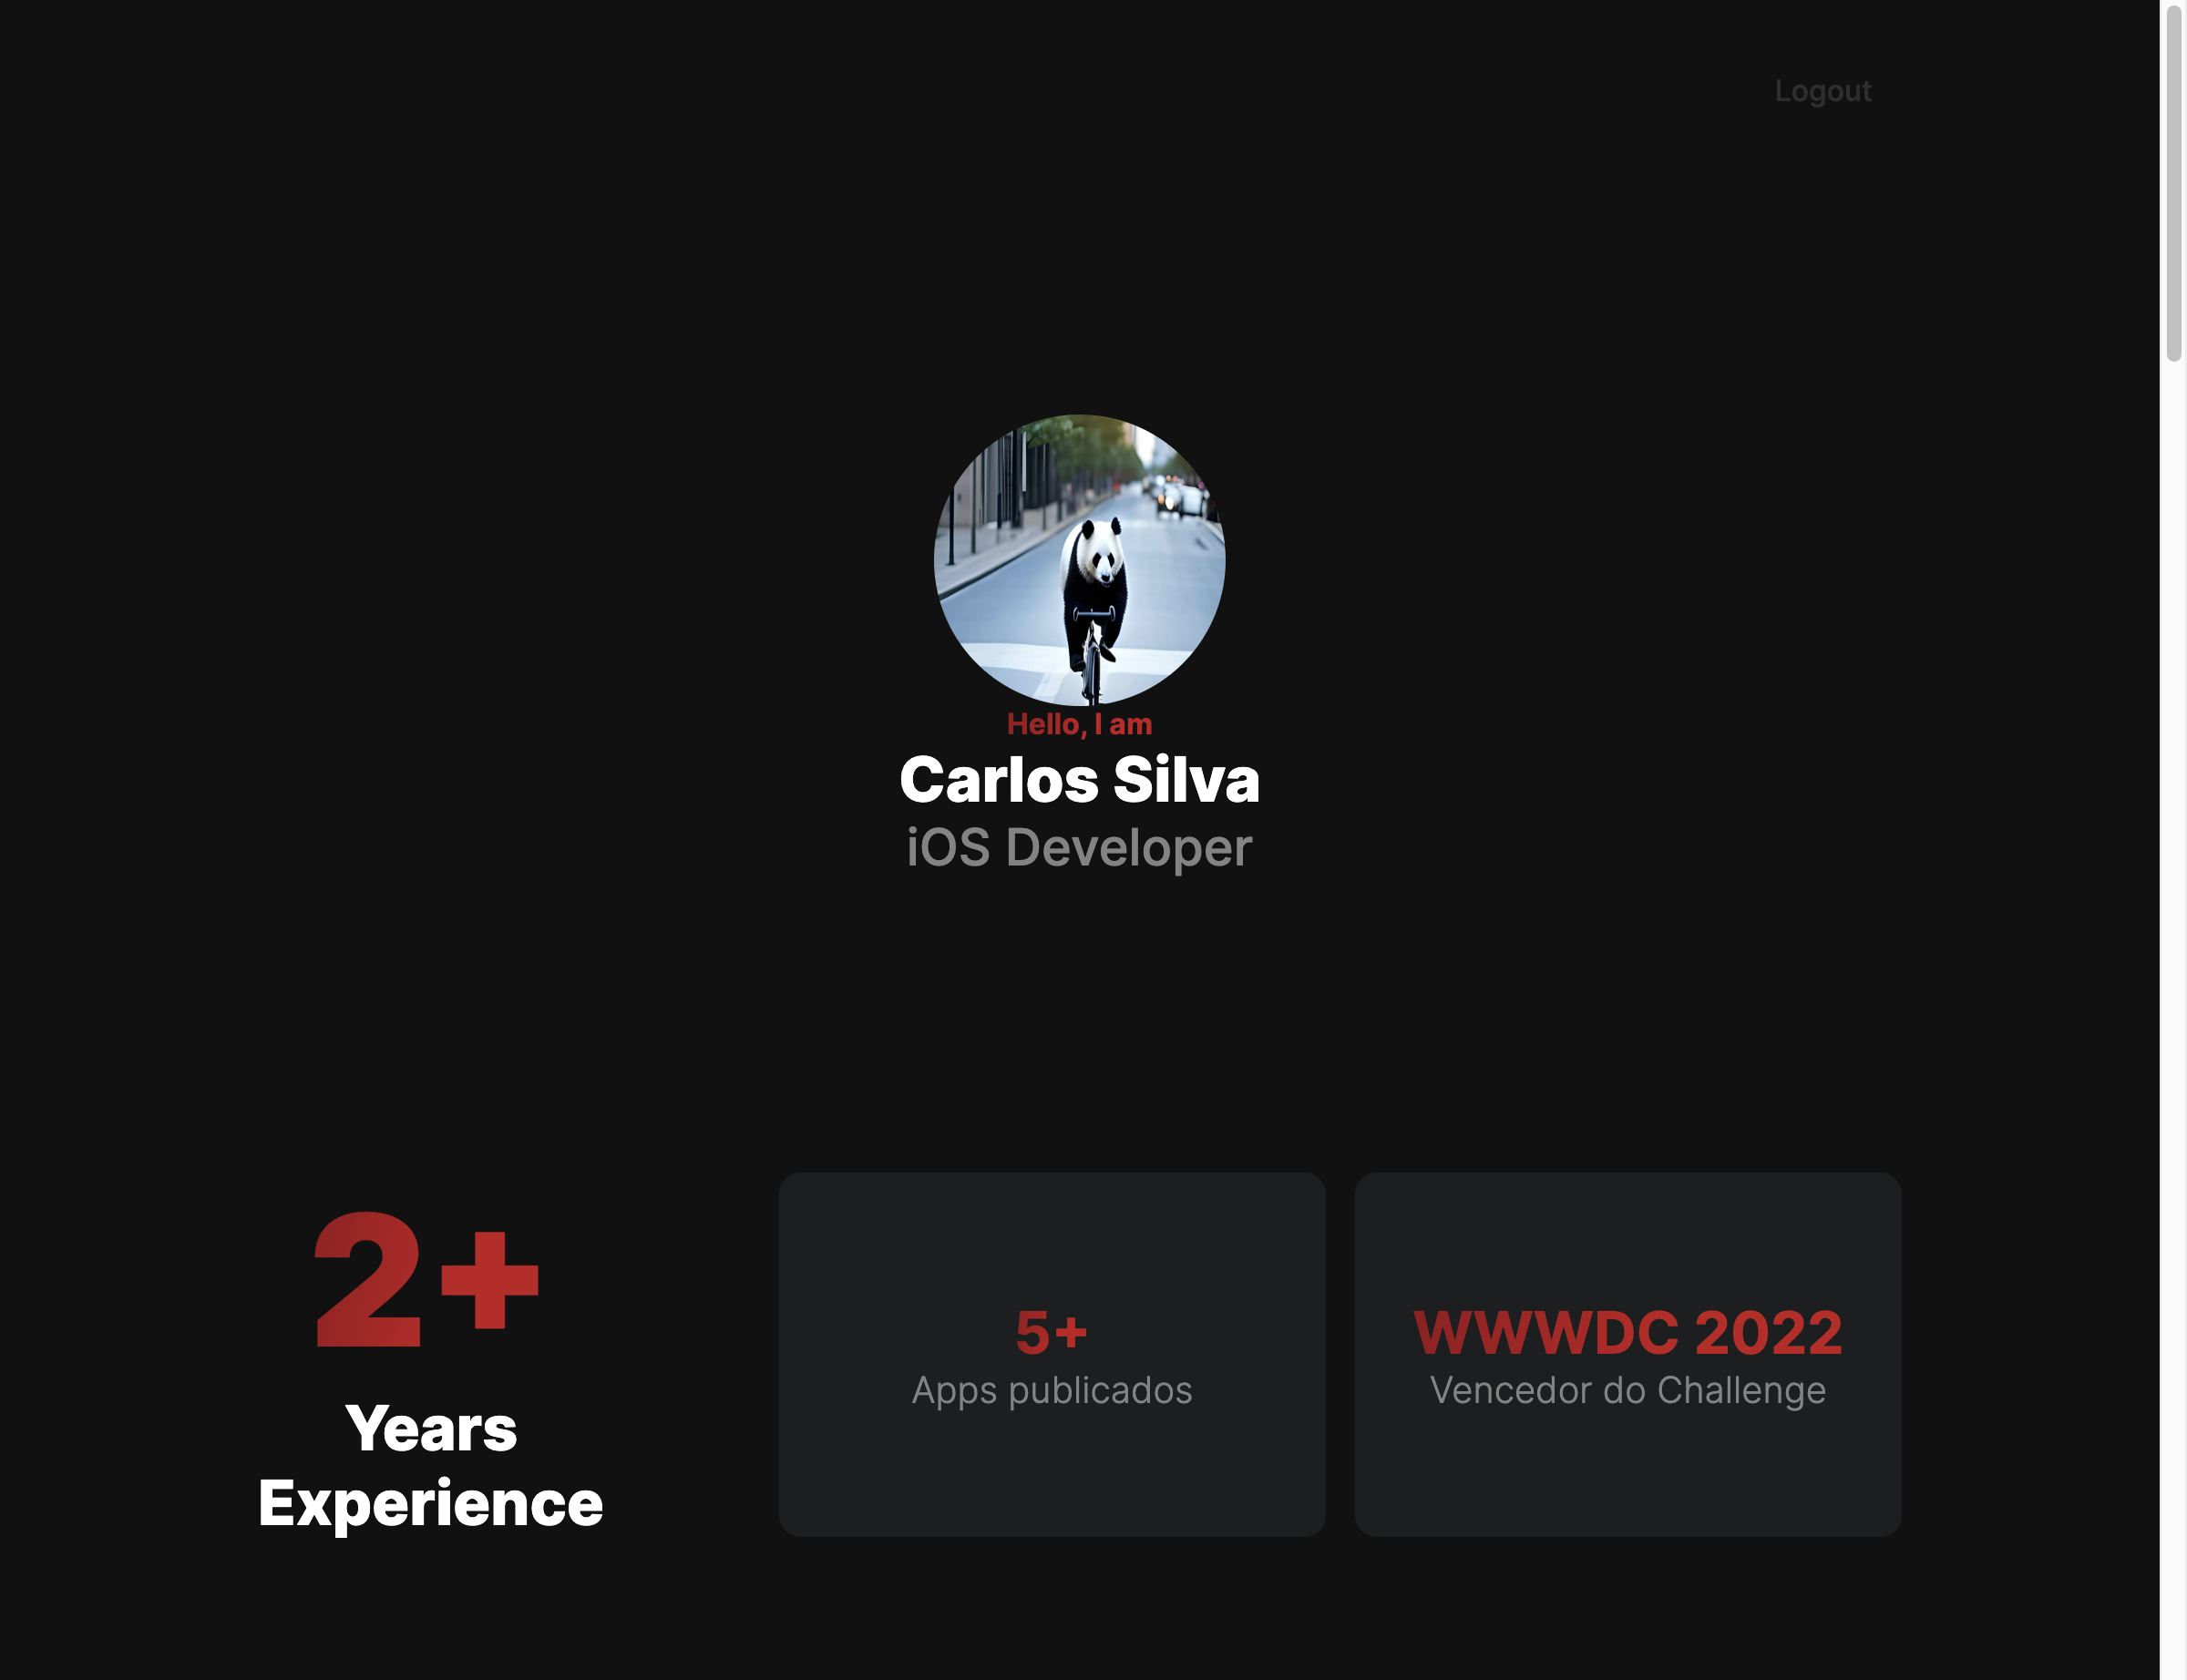 Logout
Hello, I am
Carlos Silva
iOS Developer
2+
Years
Experience
5+
Apps publicados
WWWDC 2022
Vencedor do Challenge